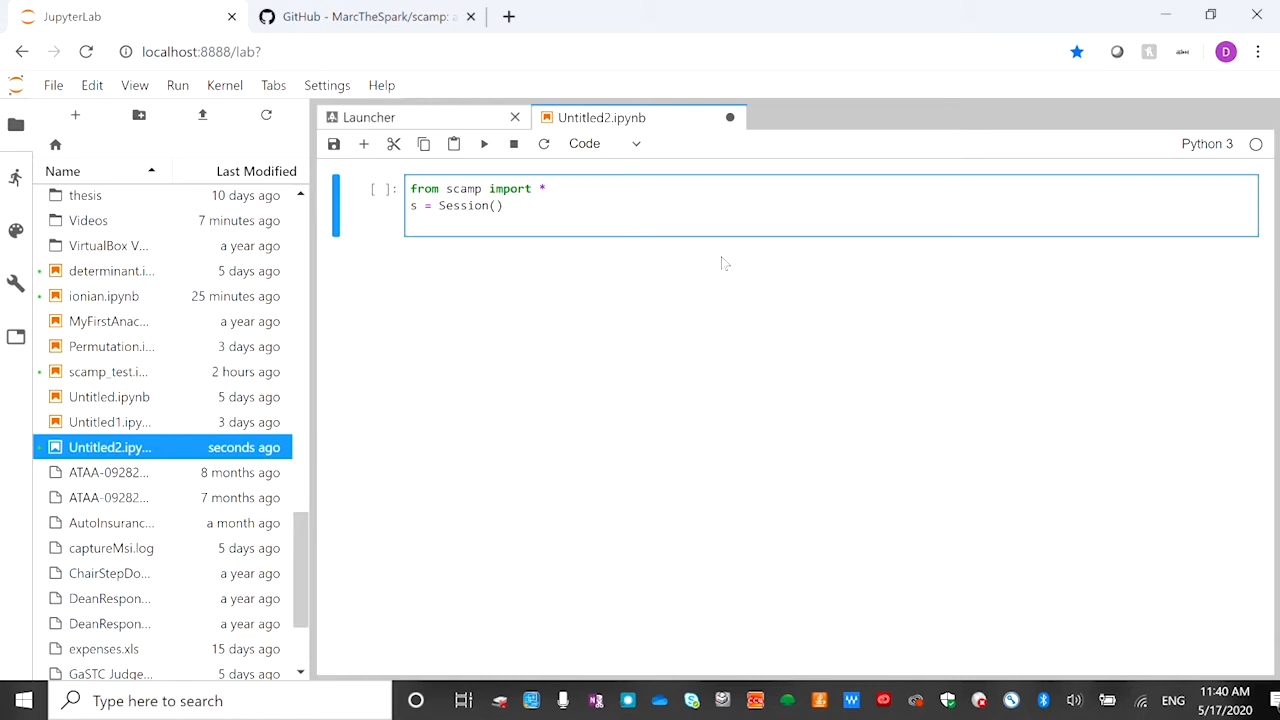 JupyterLab
GitHub - MarcTheSpark/scamp: a
localhost:8888/lab?
D
File Edit View Run Kernel Tabs Settings Help
Launcher
Untitled2.ipynb
Code
Python 3
Name
Last Modified
thesis 10 days ago
Videos 7 minutes ago
VirtualBox V... a year ago
determinant.i... 5 days ago
ionian.ipynb 25 minutes ago
MyFirstAnac... a year ago
Permutation.i... 3 days ago
scamp_test.i... 2 hours ago
Untitled.ipynb 5 days ago
Untitled1.ipy... 3 days ago
Untitled2.ipy... seconds ago
ATAA-09282... 8 months ago
ATAA-09282... 7 months ago
AutoInsuranc... a month ago
captureMsi.log 5 days ago
ChairStepDo... a year ago
DeanRespon... a year ago
DeanRespon... a year ago
expenses.xls 15 days ago
GaSTC Judge... 5 days ago
[ ]: from scamp import *
s = Session()
Type here to search
ENG
11:40 AM
5/17/2020